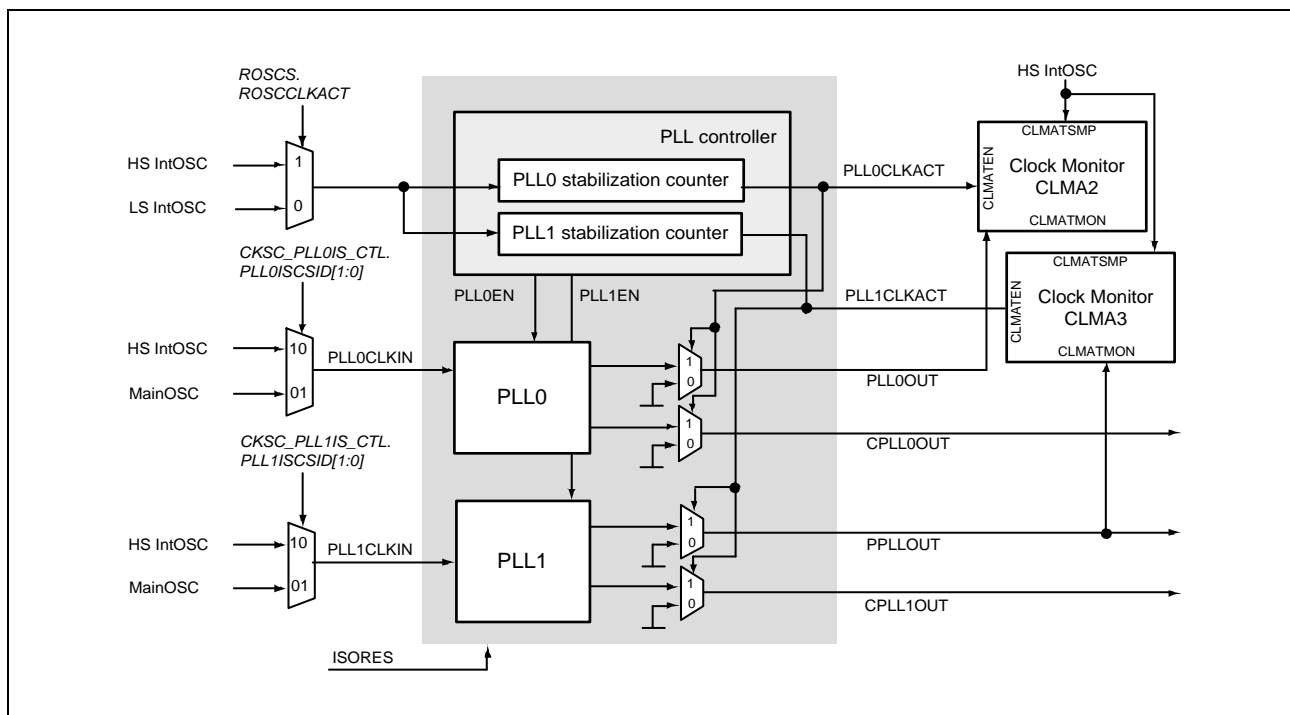 ROSCS.
ROSCCLKACT
HS IntOSC
LS IntOSC
1
0
PLL controller
PLL0 stabilization counter
PLL1 stabilization counter
PLL0CLKACT
HS IntOSC
CLMATSMP
CLMATEN
Clock Monitor
CLMA2
CLMATMON
CKSC_PLL0IS_CTL.
PLL0ISCSID[1:0]
HS IntOSC
MainOSC
10
01
PLL0CLKIN
PLL0EN
PLL1EN
PLL0
1
0
1
0
PLL1CLKACT
CLMATSMP
CLMATEN
Clock Monitor
CLMA3
CLMATMON
PLL0OUT
CPLL0OUT
CKSC_PLL1IS_CTL.
PLL1ISCSID[1:0]
HS IntOSC
MainOSC
10
01
PLL1CLKIN
PLL1
1
0
1
0
PPLLOUT
CPLL1OUT
ISORES